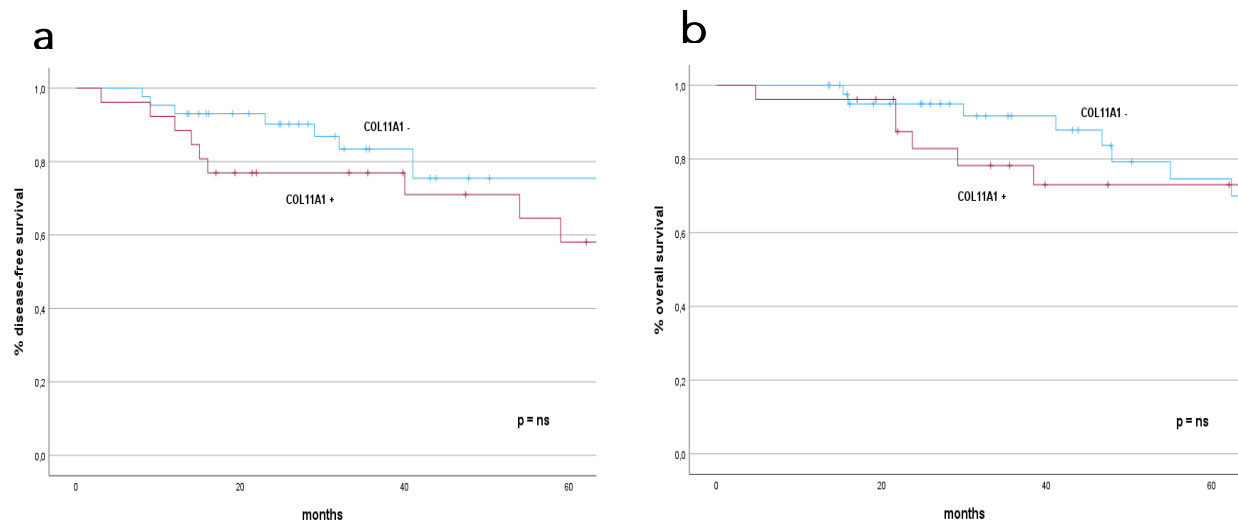 a
% disease-free survival
1,0
0,8
0,6
0,4
0,2
0,0
COL11A1 -
COL11A1 +
p = ns
0 20 40 60
months
b
% overall survival
1,0
0,8
0,6
0,4
0,2
0,0
COL11A1 -
COL11A1 +
p = ns
0 20 40 60
months